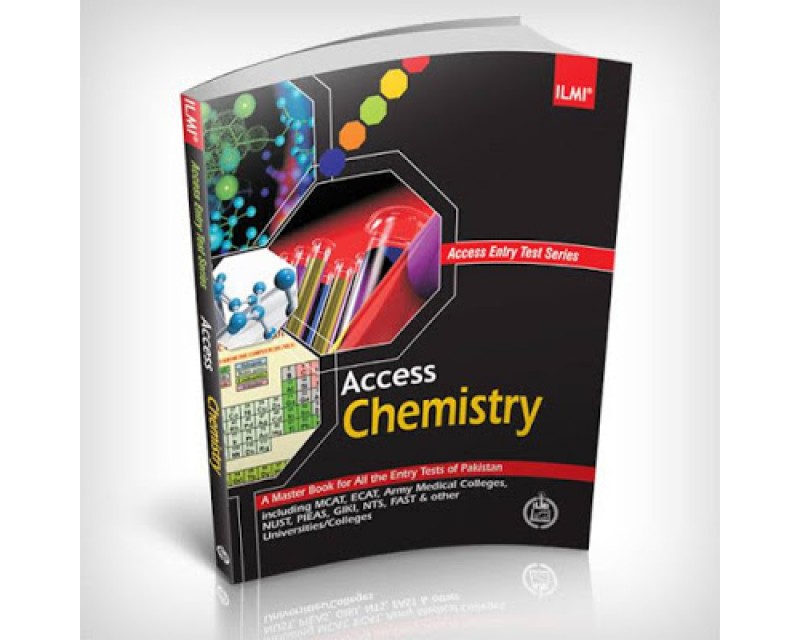 ILMI®
Access Entry Test Series
Access
Chemistry
A Master Book for All the Entry Tests of Pakistan
including MCAT, ECAT, Army Medical Colleges,
NUST, PIEAS, GIKI, NTS, FAST & other
Universities/Colleges
ILMI®
Access Entry Test Series
Access
Chemistry